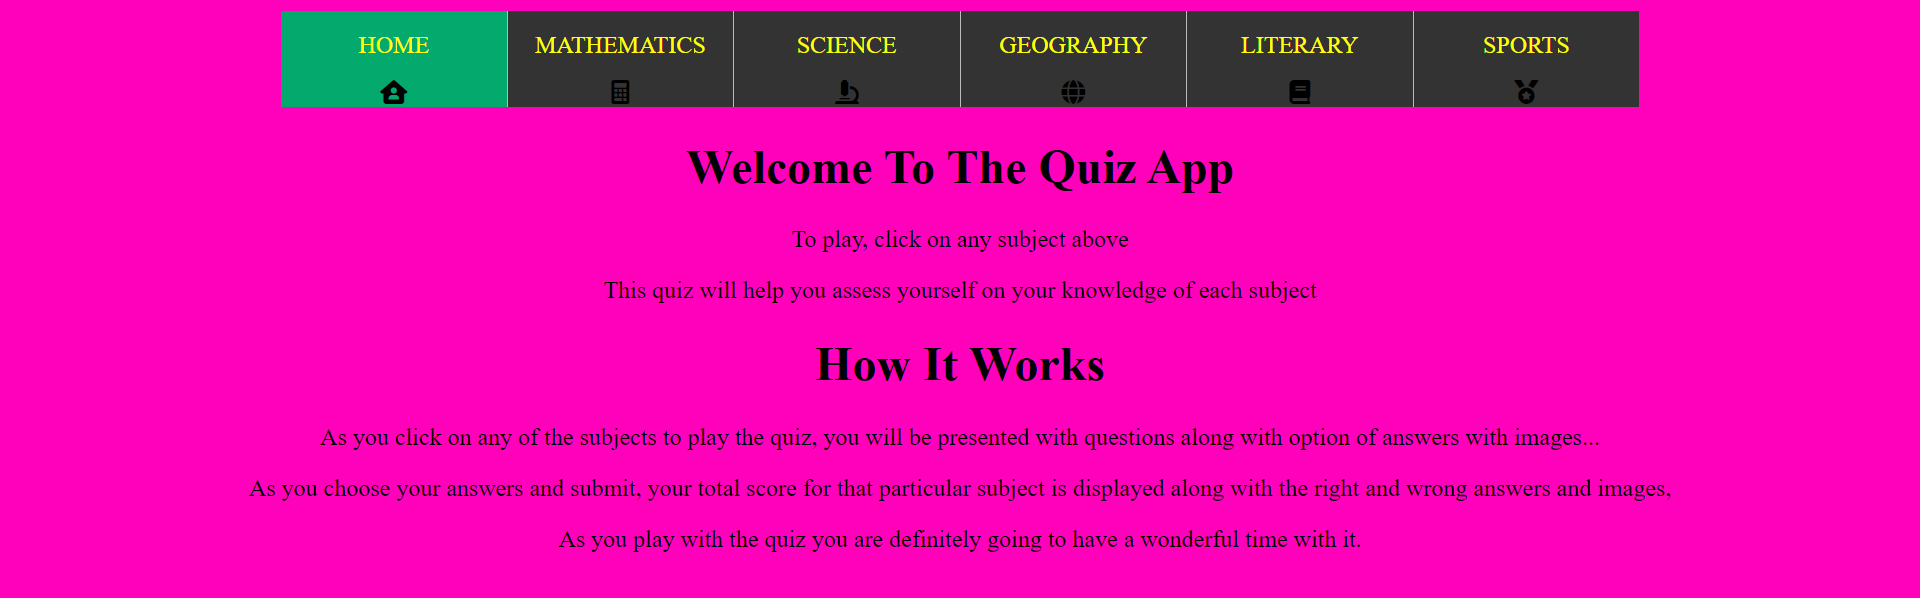 HOME MATHEMATICS SCIENCE GEOGRAPHY LITERARY SPORTS
Welcome To The Quiz App
To play, click on any subject above
This quiz will help you assess yourself on your knowledge of each subject
How It Works
As you click on any of the subjects to play the quiz, you will be presented with questions along with option of answers with images...
As you choose your answers and submit, your total score for that particular subject is displayed along with the right and wrong answers and images,
As you play with the quiz you are definitely going to have a wonderful time with it.